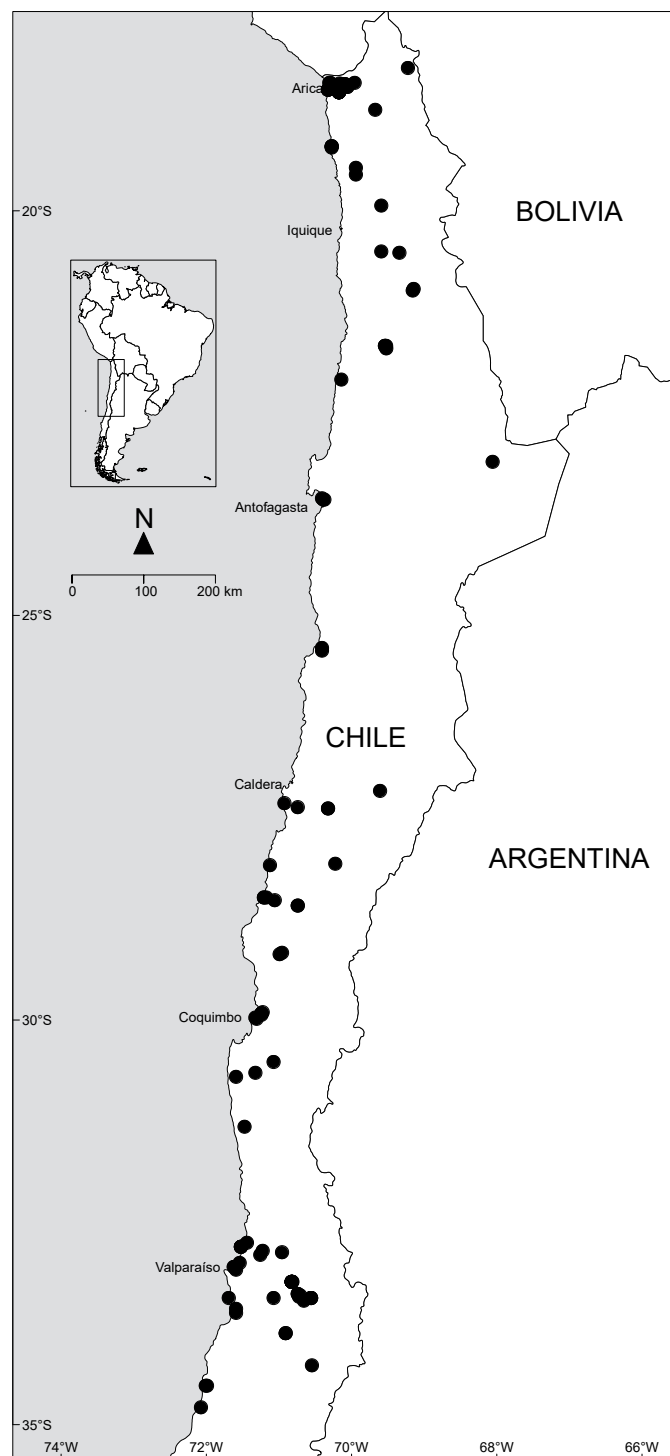 Arica
20°S
BOLIVIA
Iquique
Antofagasta
N
0 100 200 km
25°S
CHILE
Caldera
ARGENTINA
30°S
Coquimbo
Valparaíso
35°S
74°W 72°W 70°W 68°W 66°W